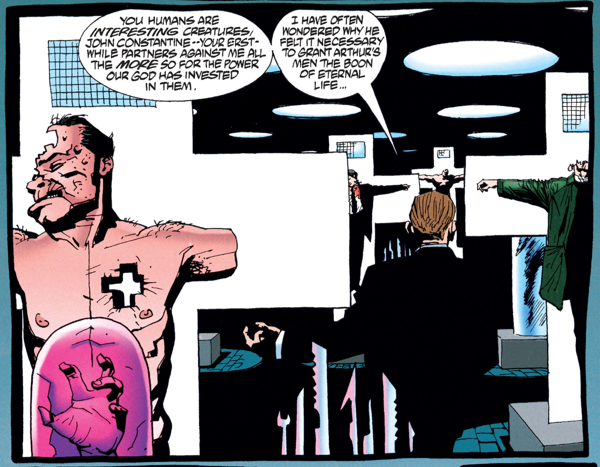 YOU HUMANS ARE
INTERESTING CREATURES,
JOHN CONSTANTINE--YOUR ERST-
WHILE PARTNERS AGAINST ME ALL
THE MORE SO FOR THE POWER
OUR GOD HAS INVESTED
IN THEM.
I HAVE OFTEN
WONDERED WHY HE
FELT IT NECESSARY
TO GRANT ARTHUR'S
MEN THE BOON
OF ETERNAL
LIFE...